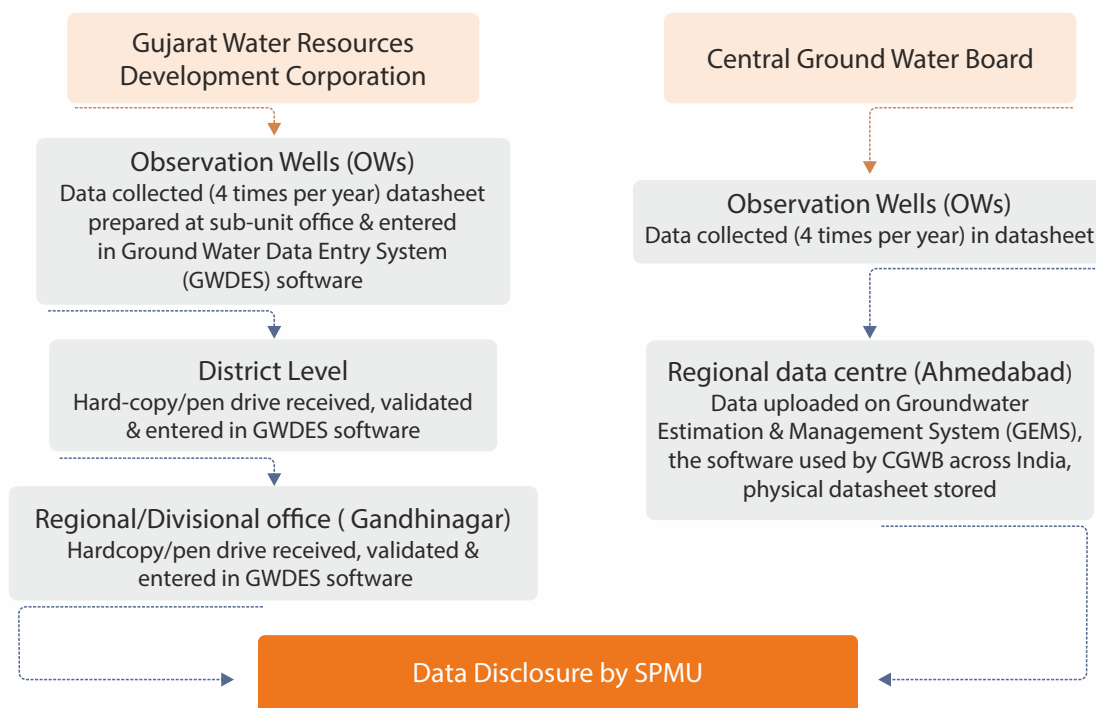 Gujarat Water Resources
Development Corporation
Observation Wells (OWs)
Data collected (4 times per year) datasheet
prepared at sub-unit office & entered
in Ground Water Data Entry System
(GWDES) software
District Level
Hard-copy/pen drive received, validated
& entered in GWDES software
Regional/Divisional office ( Gandhinagar)
Hardcopy/pen drive received, validated &
entered in GWDES software
Central Ground Water Board
Observation Wells (OWs)
Data collected (4 times per year) in datasheet
Regional data centre (Ahmedabad)
Data uploaded on Groundwater
Estimation & Management System (GEMS),
the software used by CGWB across India,
physical datasheet stored
Data Disclosure by SPMU